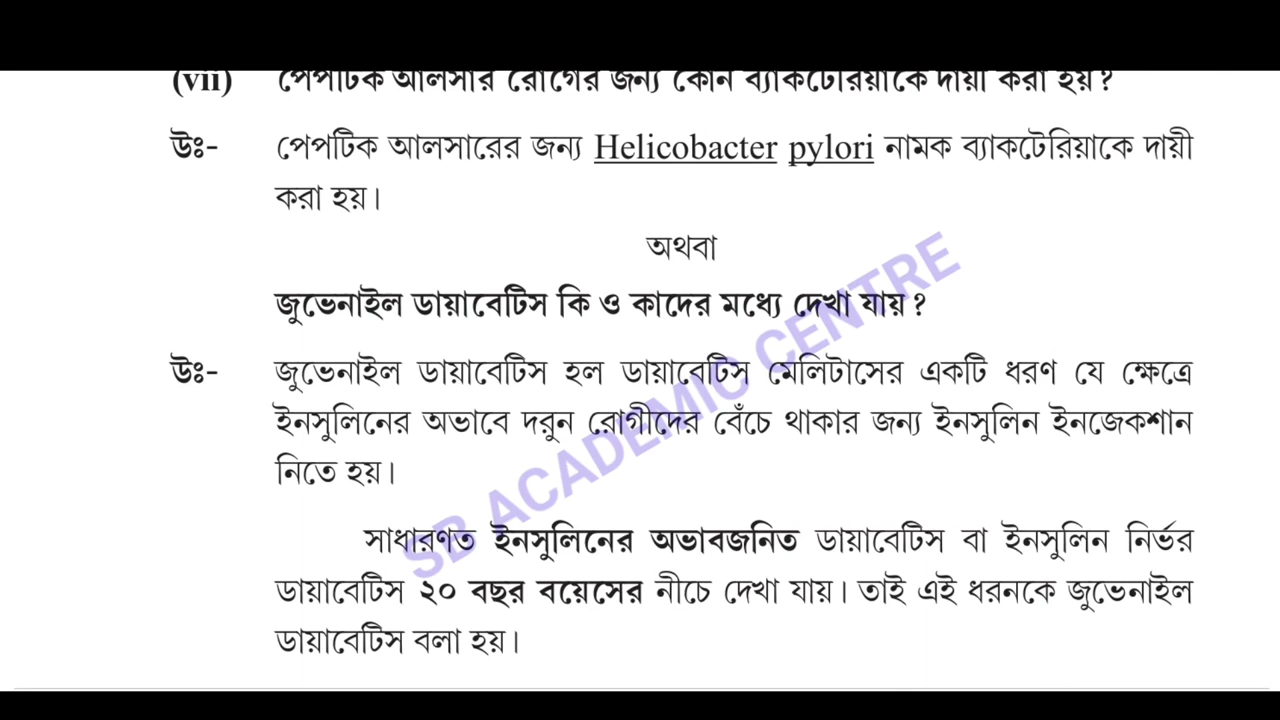 (vii) পেপটিক আলসার রোগের জন্য কোন ব্যাকটেরিয়াকে দায়ী করা হয়?
উঃ- পেপটিক আলসারের জন্য Helicobacter pylori নামক ব্যাকটেরিয়াকে দায়ী
করা হয়।
অথবা
জুভেনাইল ডায়াবেটিস কি ও কাদের মধ্যে দেখা যায়?
উঃ- জুভেনাইল ডায়াবেটিস হল ডায়াবেটিস মেলিটাসের একটি ধরণ যে ক্ষেত্রে
ইনসুলিনের অভাবে দরুন রোগীদের বেঁচে থাকার জন্য ইনসুলিন ইনজেকশান
নিতে হয়।
সাধারণত ইনসুলিনের অভাবজনিত ডায়াবেটিস বা ইনসুলিন নির্ভর
ডায়াবেটিস ২০ বছর বয়েসের নীচে দেখা যায়। তাই এই ধরনকে জুভেনাইল
ডায়াবেটিস বলা হয়।
SB ACADEMIC CENTRE